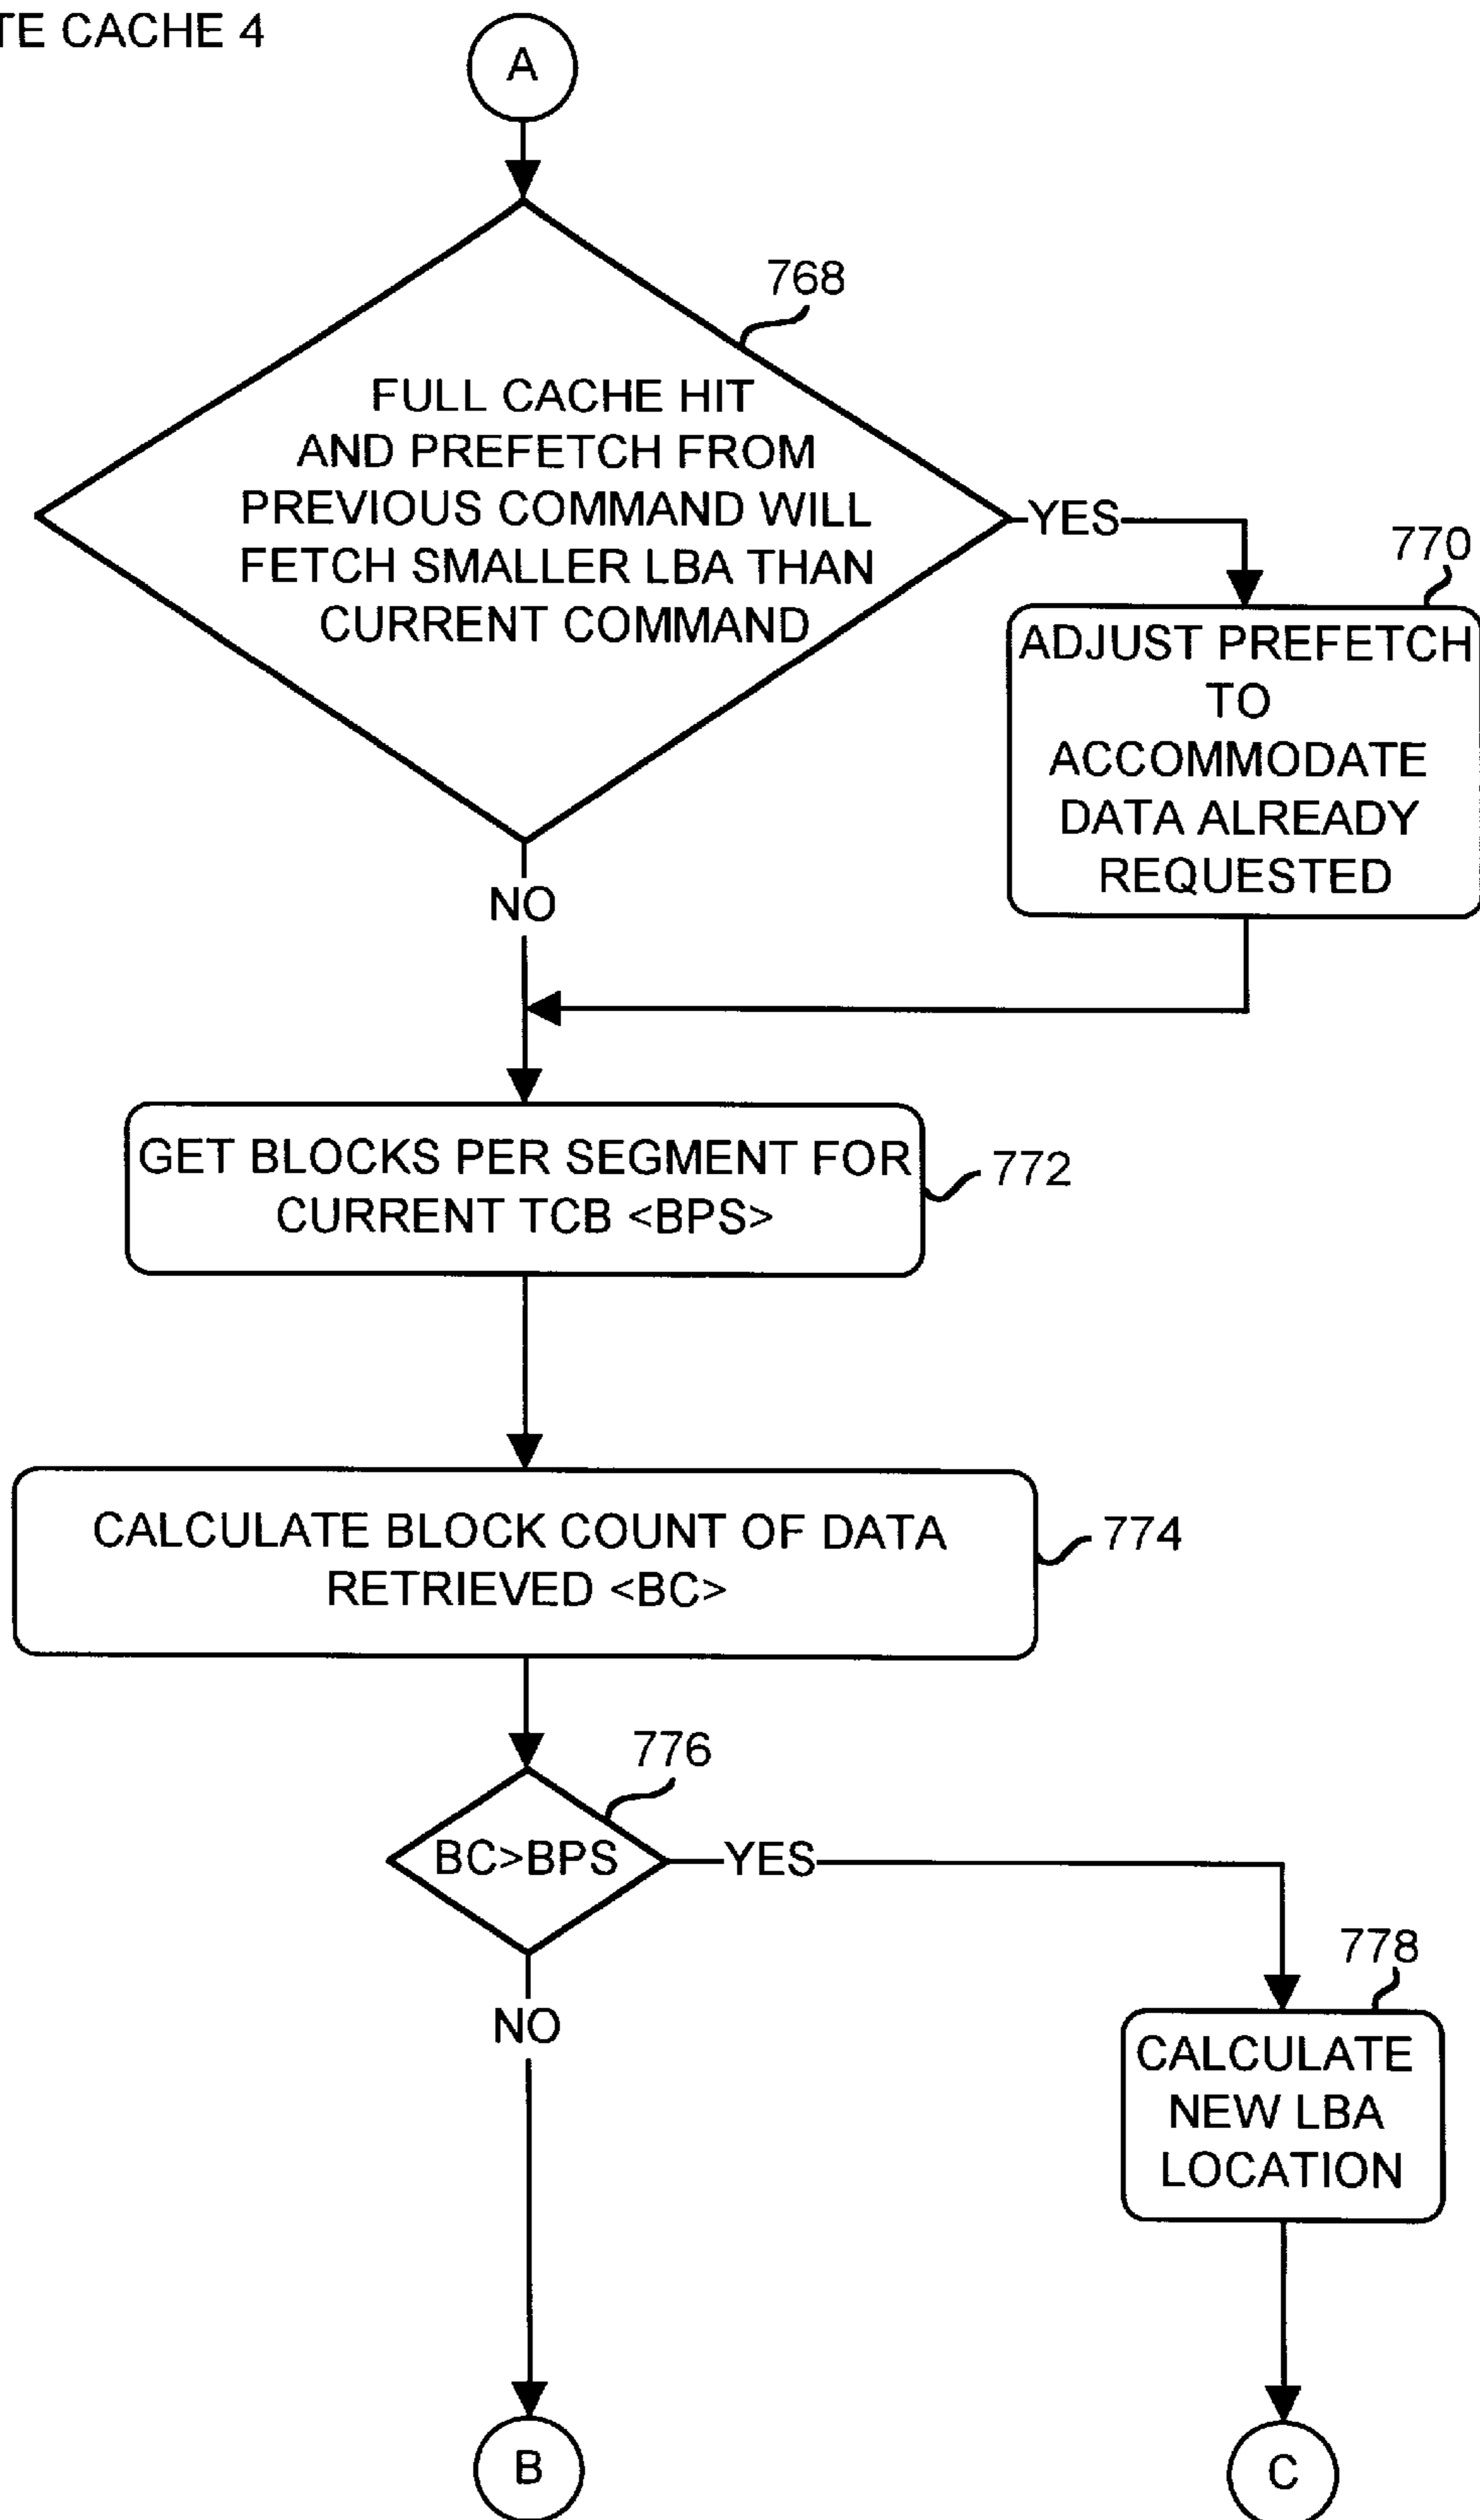 CACHE 4
A
768
FULL CACHE HIT
AND PREFETCH FROM
PREVIOUS COMMAND WILL
FETCH SMALLER LBA THAN
CURRENT COMMAND
YES
770
ADJUST PREFETCH
TO
ACCOMMODATE
DATA ALREADY
REQUESTED
NO
GET BLOCKS PER SEGMENT FOR
CURRENT TCB <BPS>
772
CALCULATE BLOCK COUNT OF DATA
RETRIEVED <BC>
774
776
BC>BPS
YES
778
NO
CALCULATE
NEW LBA
LOCATION
B
C